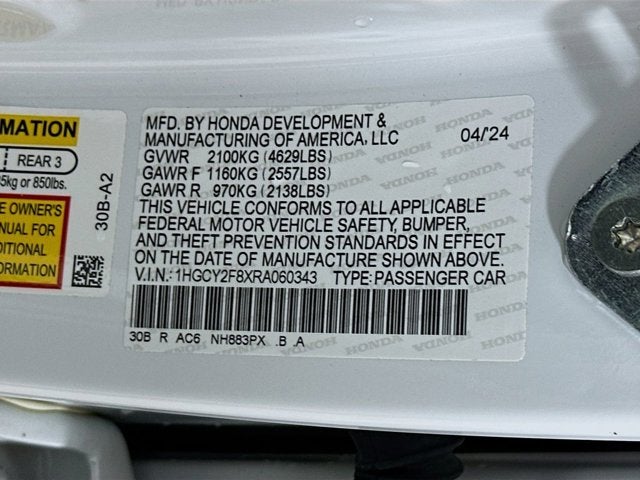 RMATION
REAR 3
85kg or 850lbs.
E OWNER'S
NUAL FOR
DITIONAL
FORMATION
30B-A2
MFD. BY HONDA DEVELOPMENT &
MANUFACTURING OF AMERICA, LLC 04/'24
GVWR 2100KG (4629LBS)
GAWR F 1160KG (2557LBS)
GAWR R 970KG (2138LBS)
THIS VEHICLE CONFORMS TO ALL APPLICABLE
FEDERAL MOTOR VEHICLE SAFETY, BUMPER,
AND THEFT PREVENTION STANDARDS IN EFFECT
ON THE DATE OF MANUFACTURE SHOWN ABOVE.
V.I.N.: 1HGCY2F8XRA060343 TYPE: PASSENGER CAR
30B R AC6 NH883PX .B .A